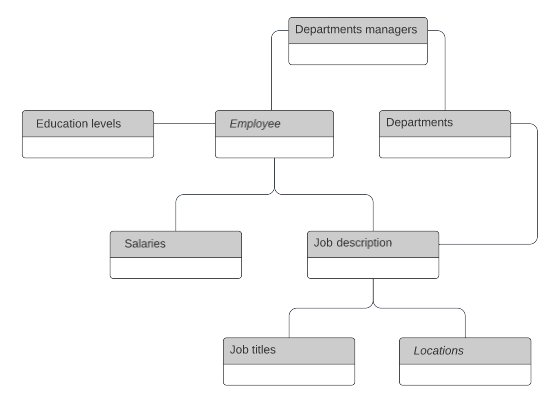 Departments managers
Education levels
Employee
Departments
Salaries
Job description
Job titles
Locations